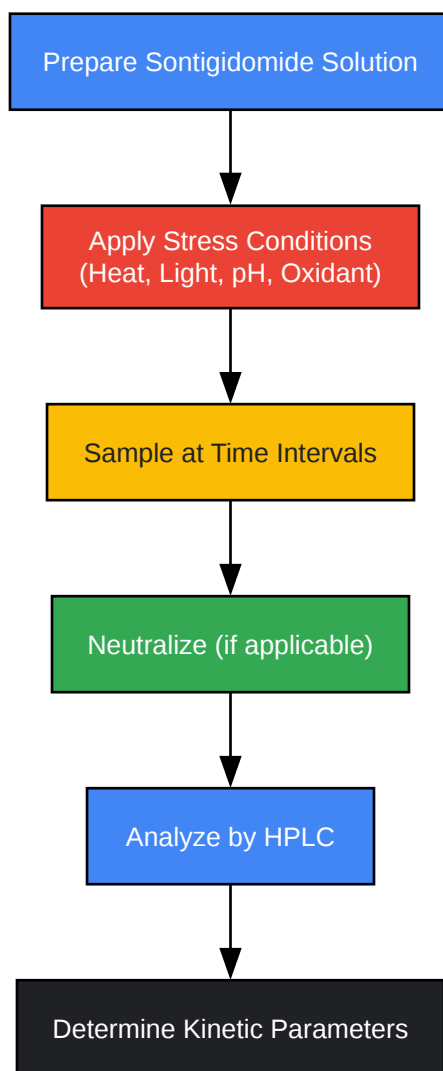 Prepare Sontigidomide Solution
Apply Stress Conditions
(Heat, Light, pH, Oxidant)
Sample at Time Intervals
Neutralize (if applicable)
Analyze by HPLC
Determine Kinetic Parameters